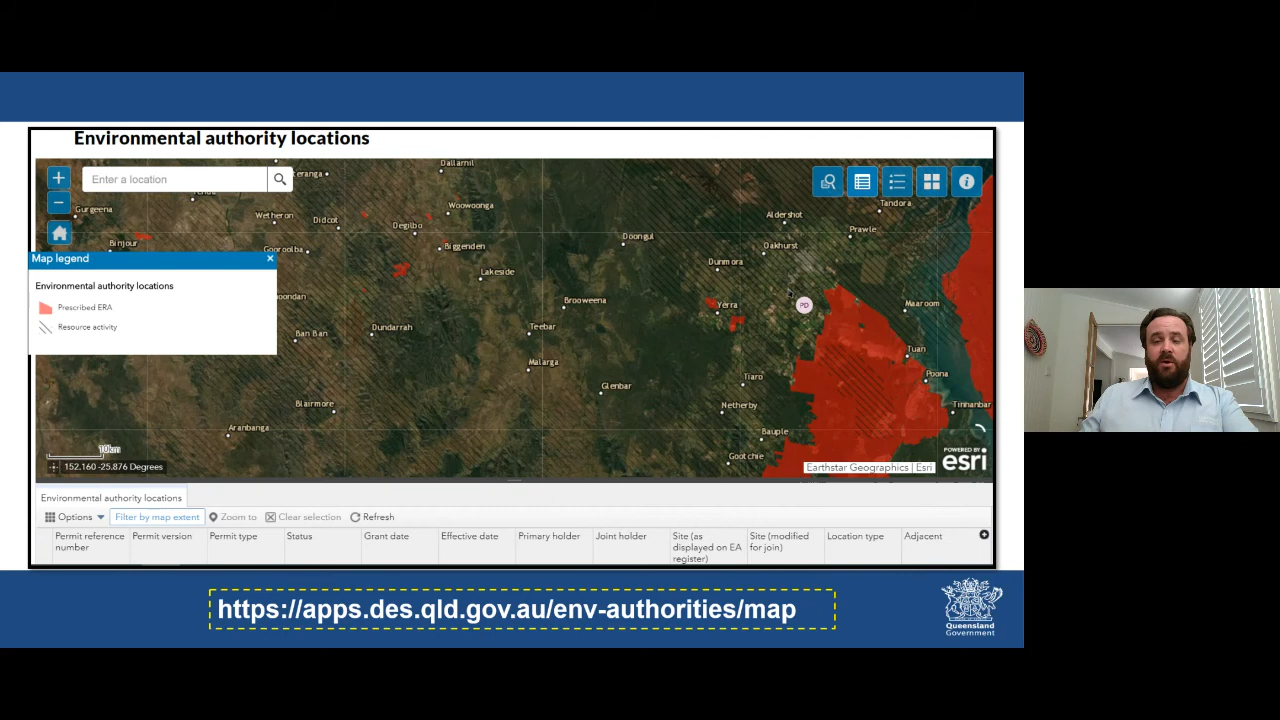 Environmental authority locations
Dallarnil
Enter a location
Gurgeena
Wetheron
Didcot
Degilbo
Woowoonga
Aldershot
Tandora
Binjour
Gooroolba
Biggenden
Doongul
Oakhurst
Prawle
Map legend
Lakeside
Dunmora
Environmental authority locations
Prescribed ERA
Resource activity
Brooweena
Yerra
PD
Maaroom
Ban Ban
Dundarrah
Teebar
Malarga
Tuan
Glenbar
Tiaro
Poona
Blairmore
Netherby
Tinnanbar
Aranbanga
Bauple
Gootchie
10km
152.160 -25.876 Degrees
Earthstar Geographics | Esri
POWERED BY
esri
Environmental authority locations
Options
Filter by map extent
Zoom to
Clear selection
Refresh
Permit reference number
Permit version
Permit type
Status
Grant date
Effective date
Primary holder
Joint holder
Site (as displayed on EA register)
Site (modified for join)
Location type
Adjacent
https://apps.des.qld.gov.au/env-authorities/map
Queensland
Government